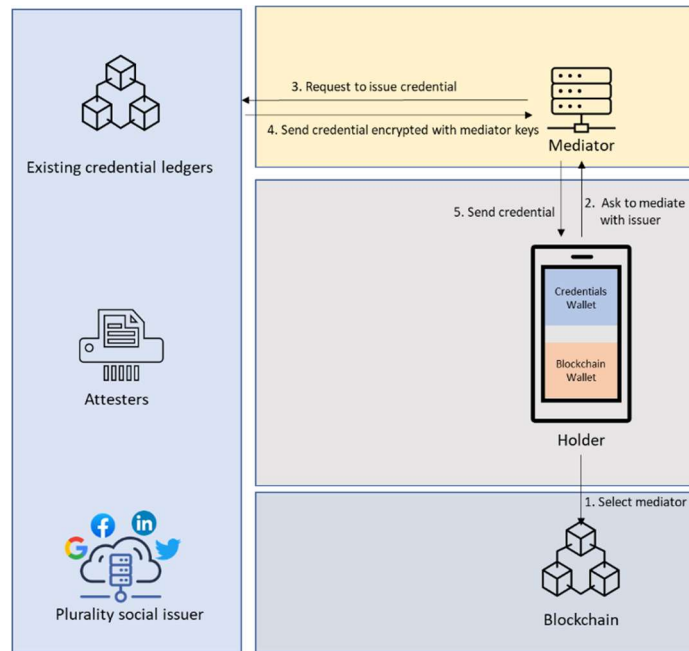 3. Request to issue credential
4. Send credential encrypted with mediator keys
Mediator
Existing credential ledgers
5. Send credential
2. Ask to mediate
with issuer
Credentials
Wallet
Blockchain
Wallet
Attesters
Holder
1. Select mediator
f
in
G
Plurality social issuer
Blockchain